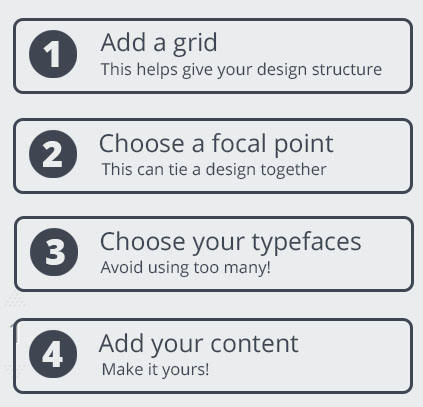 1
Add a grid
This helps give your design structure
2
Choose a focal point
This can tie a design together
3
Choose your typefaces
Avoid using too many!
4
Add your content
Make it yours!